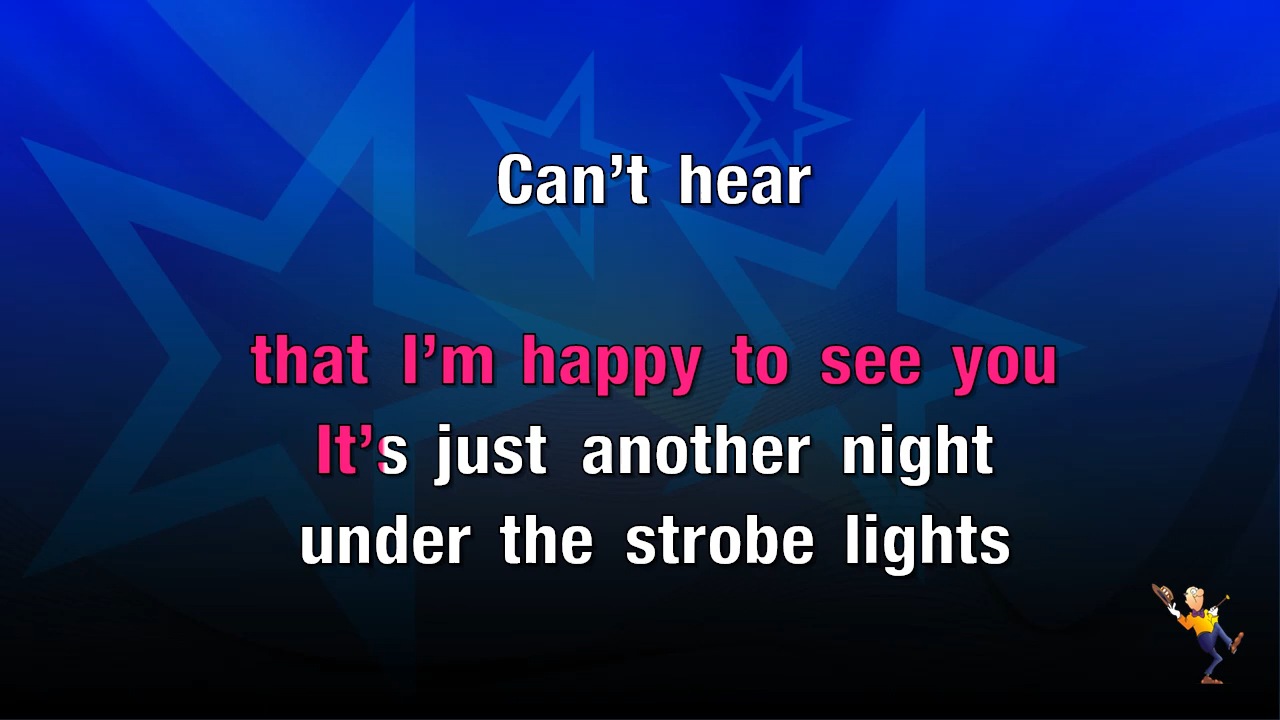 Can’t hear
that I’m happy to see you
It’s just another night
under the strobe lights